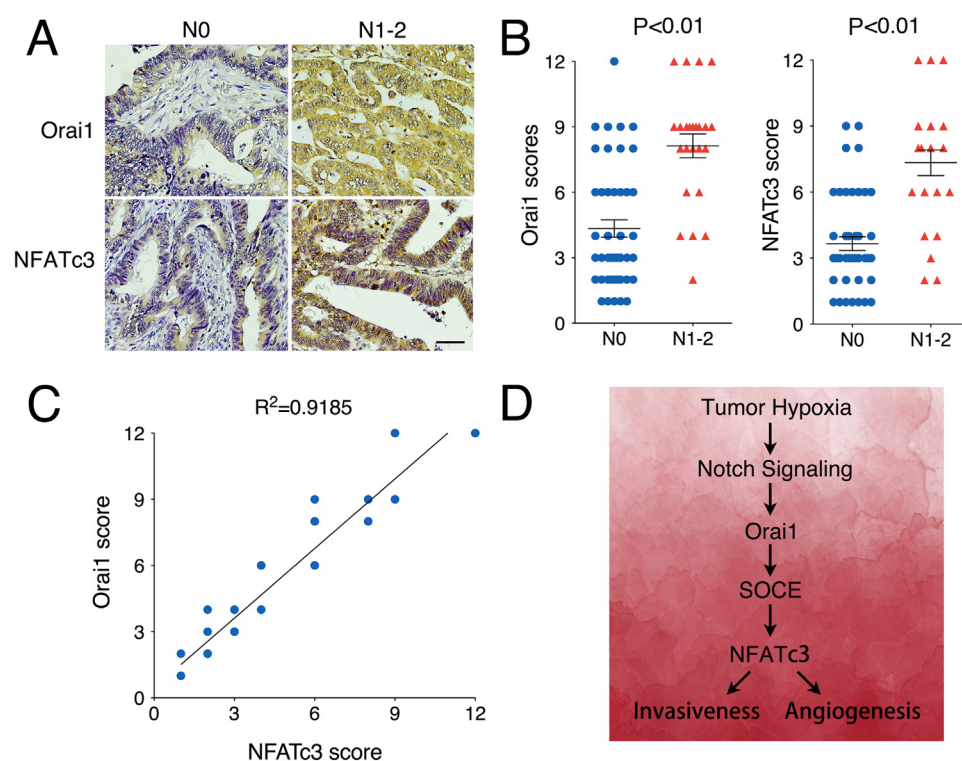 A
N0
N1-2
Orai1
NFATc3
B
P<0.01
Orai1 scores
12
9
6
3
0
N0
N1-2
P<0.01
NFATc3 score
12
9
6
3
0
N0
N1-2
C
R²=0.9185
Orai1 score
12
9
6
3
0
0
3
6
9
12
NFATc3 score
D
Tumor Hypoxia
Notch Signaling
Orai1
SOCE
NFATc3
Invasiveness
Angiogenesis